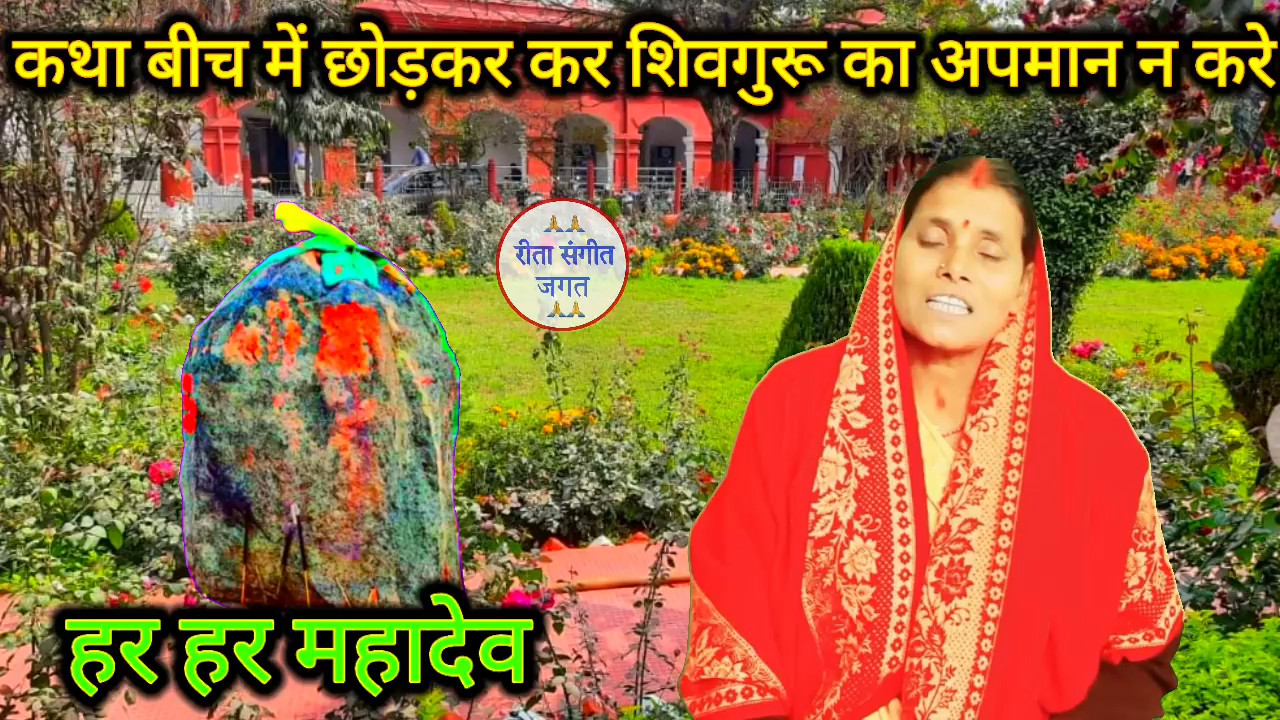 कथा बीच में छोड़कर कर शिवगुरू का अपमान न करे
रीता संगीत
जगत
हर हर महादेव